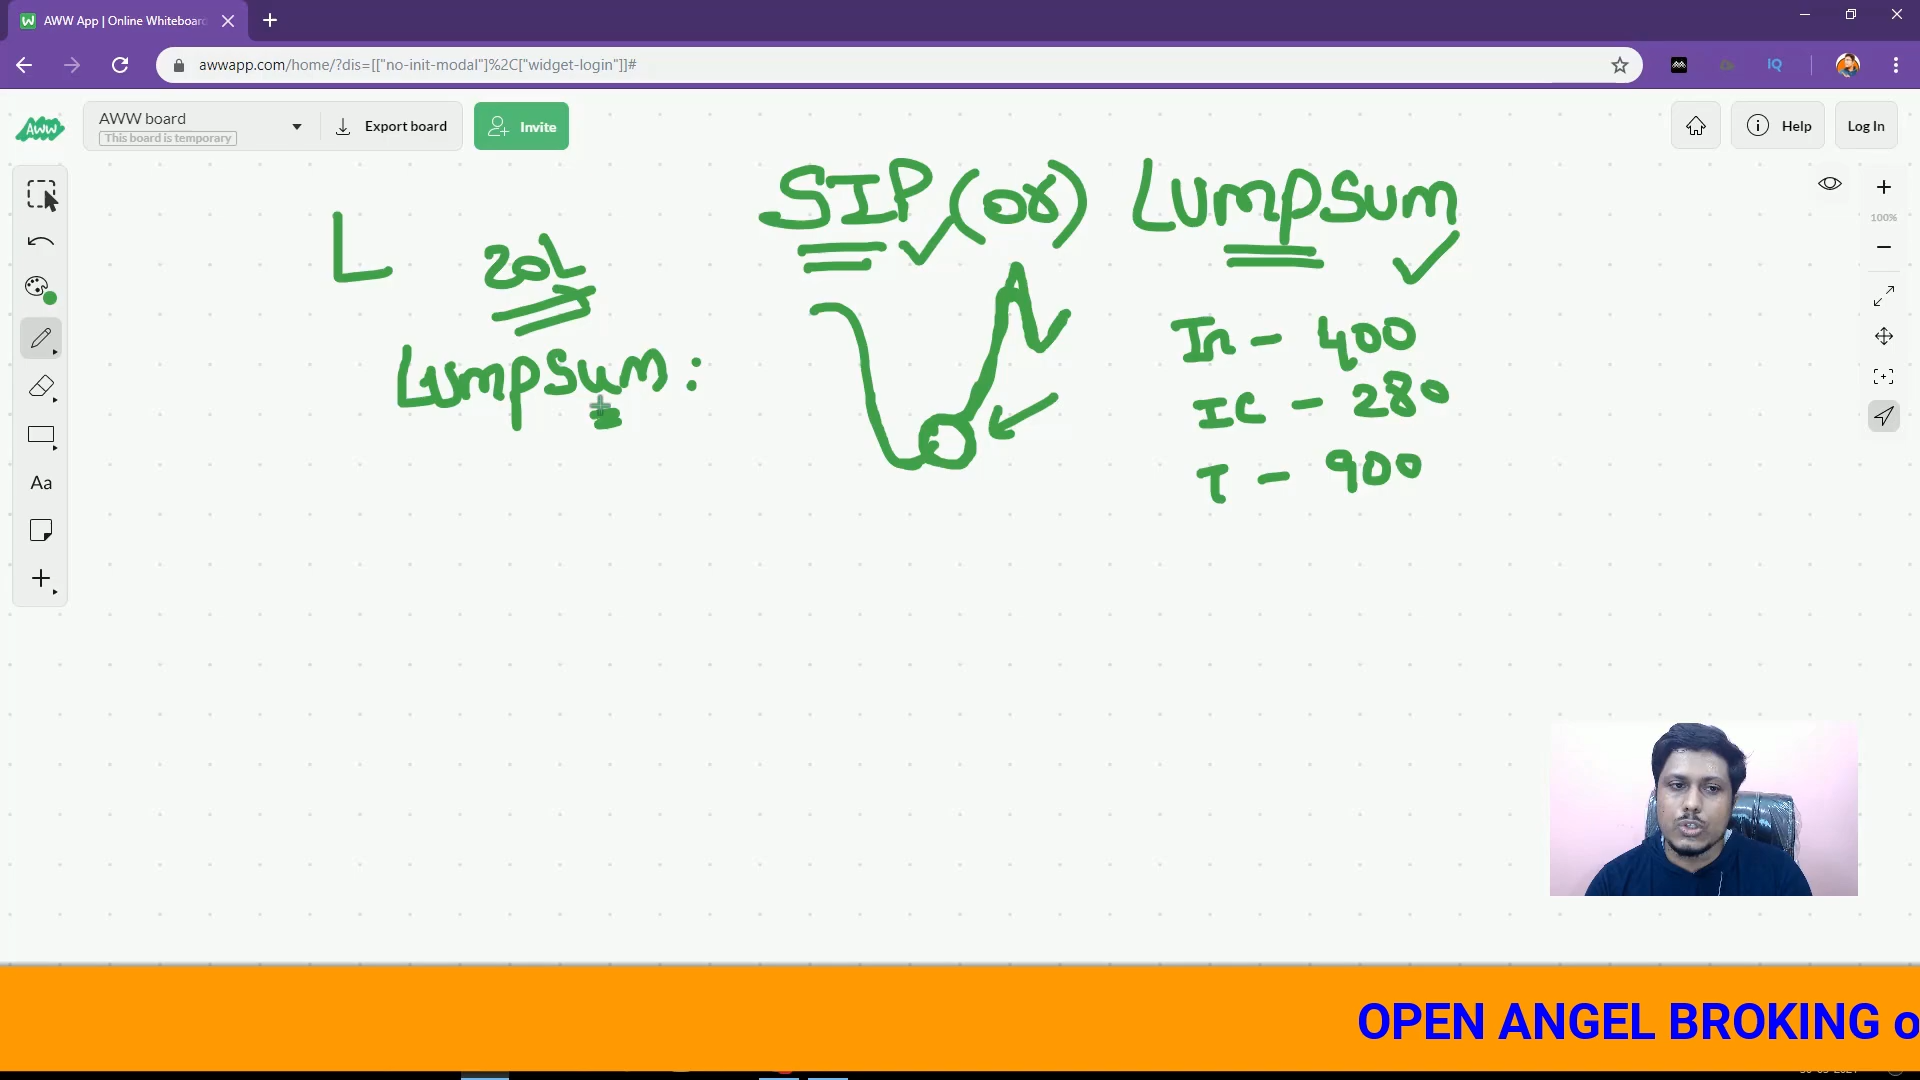 AWW App | Online Whiteboard
awwapp.com/home/?dis=[["no-init-modal"]%2C["widget-login"]]#
IQ
AWW
AWW board
This board is temporary
Export board
Invite
Help
Log In
100%
Aa
SIP (or) Lumpsum
L
20L
Lumpsum :
In - 400
IC - 280
T - 900
OPEN ANGEL BROKING o